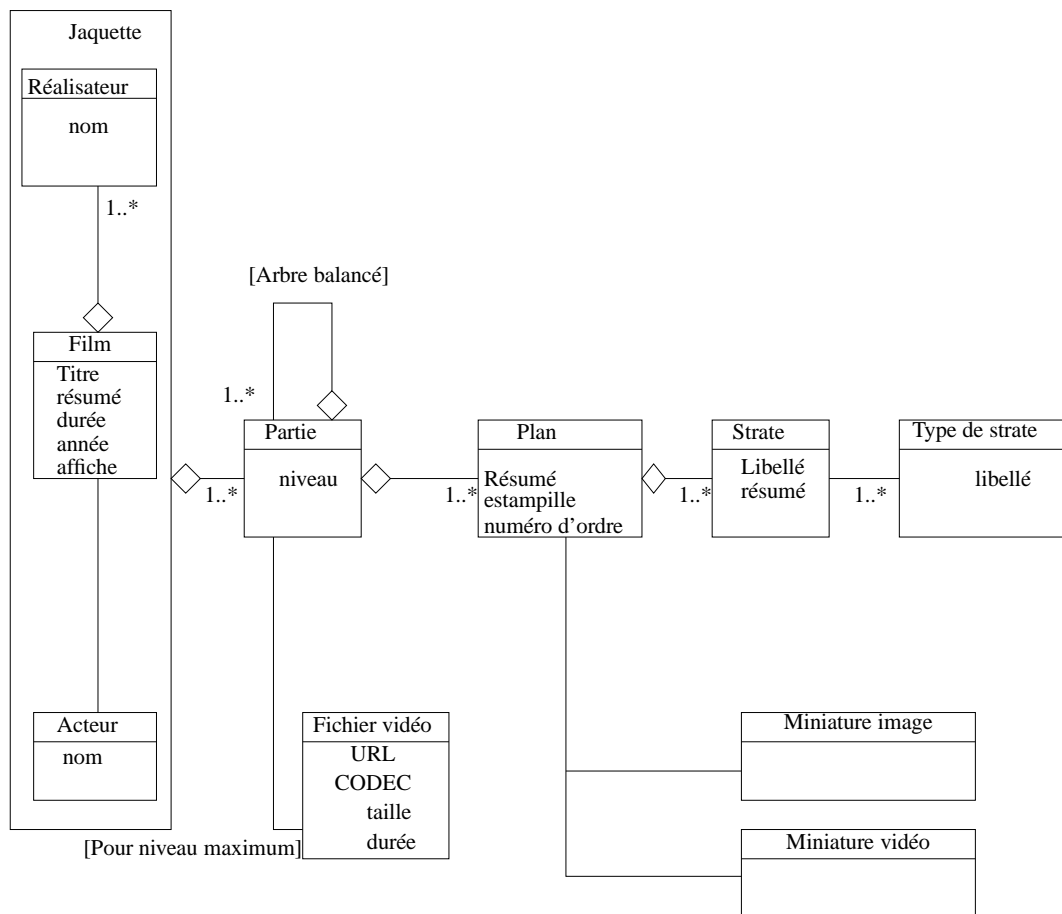 Jaquette
Réalisateur
nom
1..*
[Arbre balancé]
Film
Titre
résumé
durée
année
affiche
1..*
1..*
Partie
niveau
1..*
Plan
Résumé
estampille
numéro d'ordre
1..*
Strate
Libellé
résumé
1..*
Type de strate
libellé
Acteur
nom
[Pour niveau maximum]
Fichier vidéo
URL
CODEC
taille
durée
Miniature image
Miniature vidéo